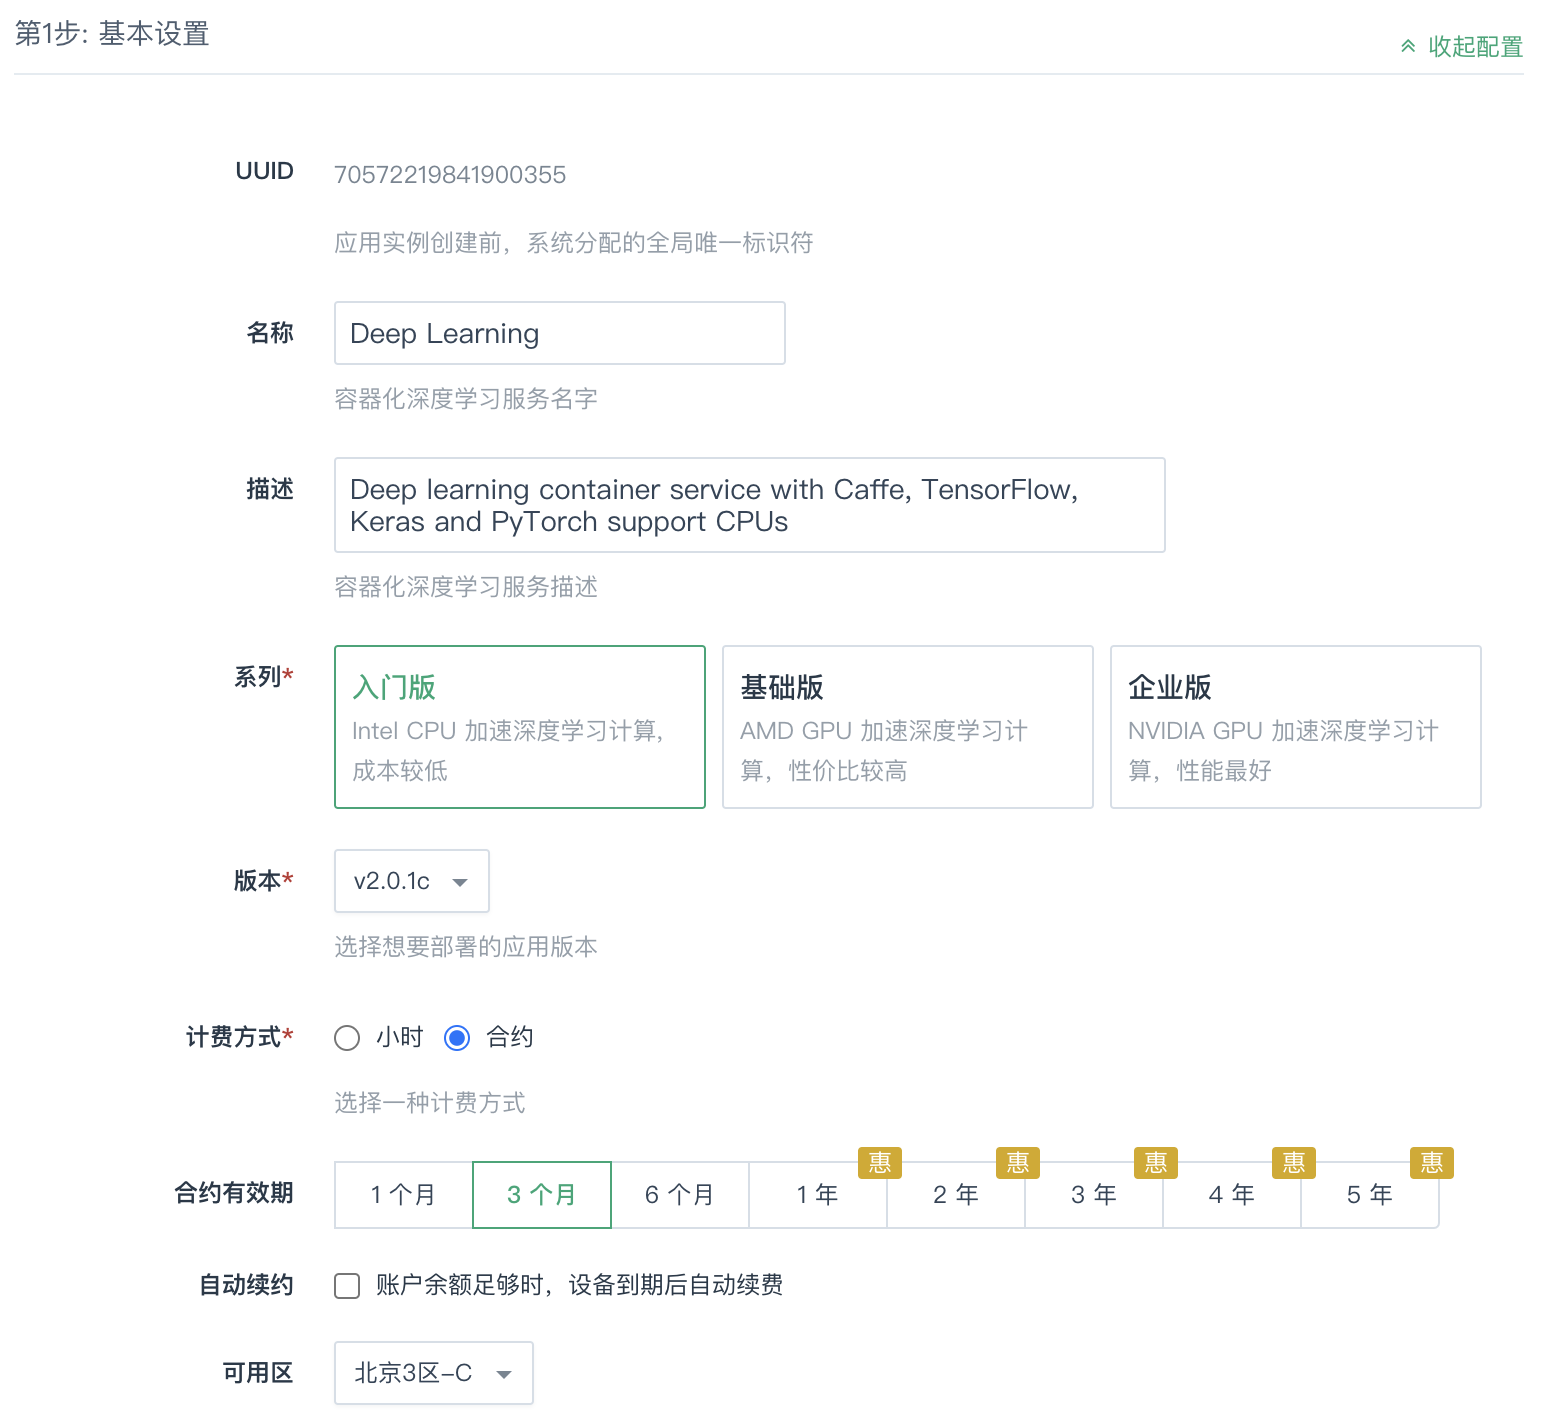 第1步: 基本设置
收起配置
UUID
70572219841900355
应用实例创建前，系统分配的全局唯一标识符
名称
Deep Learning
容器化深度学习服务名字
描述
Deep learning container service with Caffe, TensorFlow,
Keras and PyTorch support CPUs
容器化深度学习服务描述
系列*
入门版
Intel CPU 加速深度学习计算,
成本较低
基础版
AMD GPU 加速深度学习计
算，性价比较高
企业版
NVIDIA GPU 加速深度学习计
算，性能最好
版本*
v2.0.1c
选择想要部署的应用版本
计费方式*
小时 合约
选择一种计费方式
合约有效期
1 个月
3 个月
6 个月
1 年 惠
2 年 惠
3 年 惠
4 年 惠
5 年 惠
自动续约
账户余额足够时，设备到期后自动续费
可用区
北京3区-C